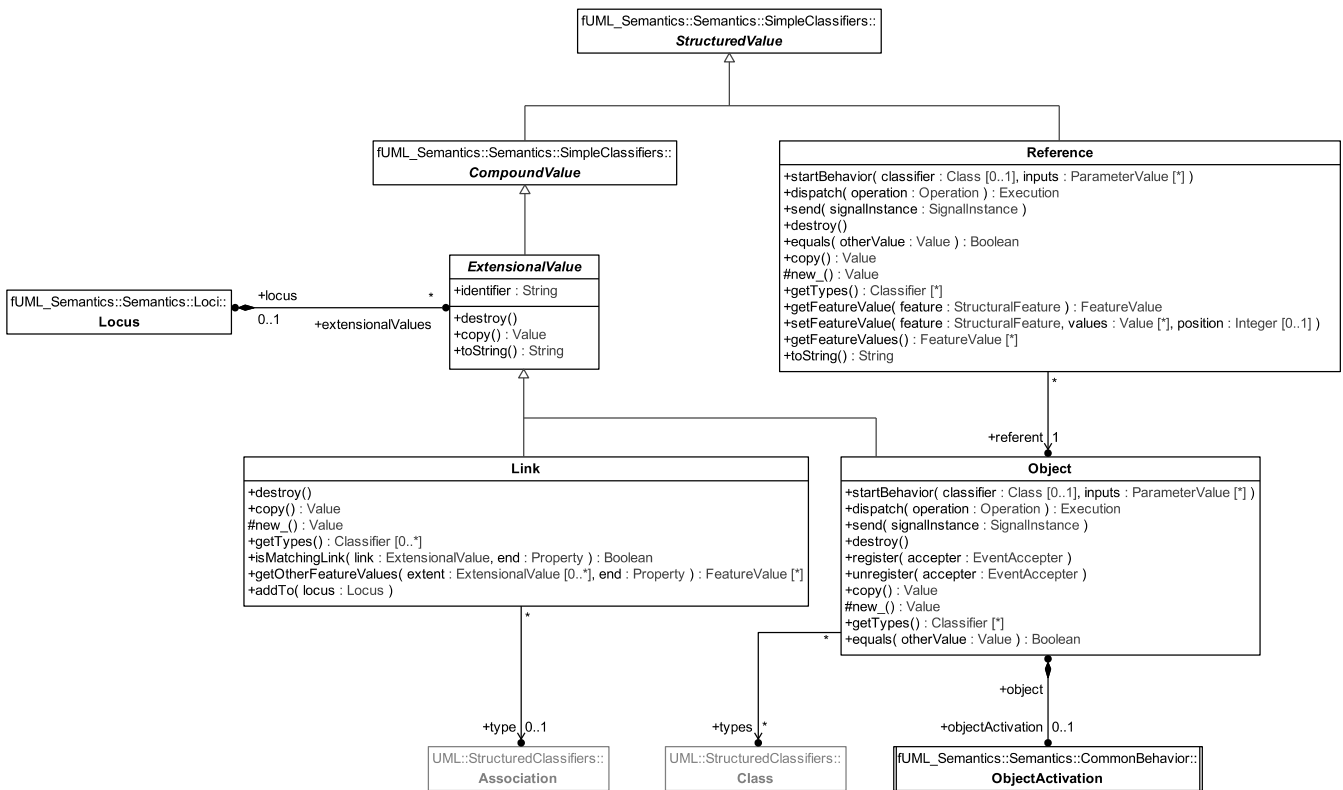 fUML_Semantics::Semantics::SimpleClassifiers::
StructuredValue
fUML_Semantics::Semantics::SimpleClassifiers::
CompoundValue
Reference
+startBehavior( classifier : Class [0..1], inputs : ParameterValue [*] )
+dispatch( operation : Operation ) : Execution
+send( signalInstance : SignalInstance )
+destroy()
+equals( otherValue : Value ) : Boolean
+copy() : Value
#new_() : Value
+getTypes() : Classifier [*]
+getFeatureValue( feature : StructuralFeature ) : FeatureValue
+setFeatureValue( feature : StructuralFeature, values : Value [*], position : Integer [0..1] )
+getFeatureValues() : FeatureValue [*]
+toString() : String
ExtensionalValue
+identifier : String
+destroy()
+copy() : Value
+toString() : String
fUML_Semantics::Semantics::Loci::
Locus
+locus
*
0..1
+extensionalValues
*
+referent 1
Link
+destroy()
+copy() : Value
#new_() : Value
+getTypes() : Classifier [0..*]
+isMatchingLink( link : ExtensionalValue, end : Property ) : Boolean
+getOtherFeatureValues( extent : ExtensionalValue [0..*], end : Property ) : FeatureValue [*]
+addTo( locus : Locus )
Object
+startBehavior( classifier : Class [0..1], inputs : ParameterValue [*] )
+dispatch( operation : Operation ) : Execution
+send( signalInstance : SignalInstance )
+destroy()
+register( accepter : EventAccepter )
+unregister( accepter : EventAccepter )
+copy() : Value
#new_() : Value
+getTypes() : Classifier [*]
+equals( otherValue : Value ) : Boolean
*
*
+object
+type 0..1
+types *
+objectActivation 0..1
UML::StructuredClassifiers::
Association
UML::StructuredClassifiers::
Class
fUML_Semantics::Semantics::CommonBehavior::
ObjectActivation